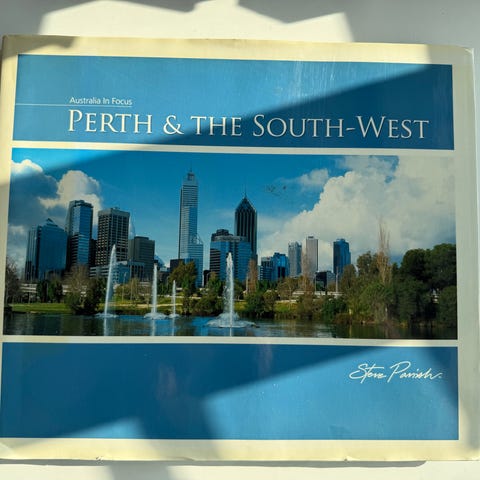 Australia In Focus
PERTH & THE SOUTH-WEST
Steve Parish